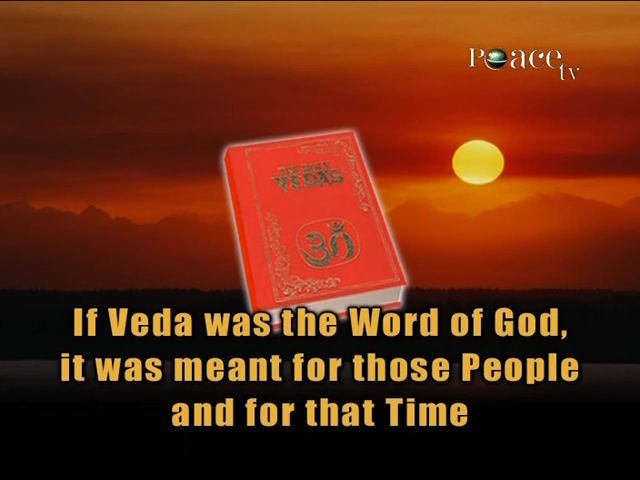 Peace
tv
THE HOLY
VEDAS
ॐ
If Veda was the Word of God,
it was meant for those People
and for that Time